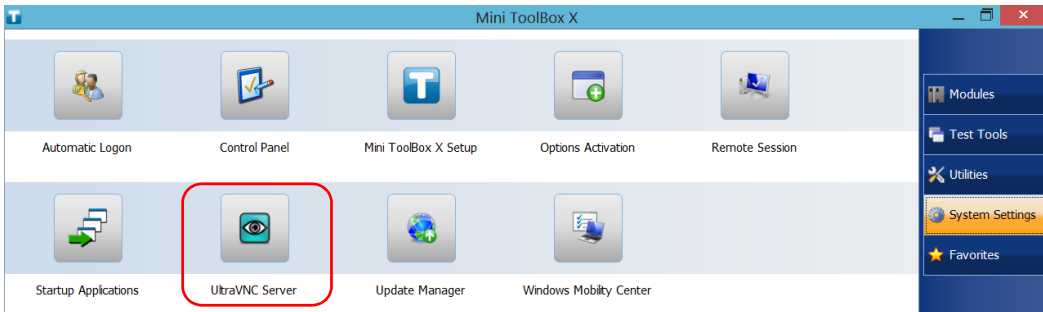 Mini ToolBox X
Automatic Logon
Control Panel
Mini ToolBox X Setup
Options Activation
Remote Session
Startup Applications
UltraVNC Server
Update Manager
Windows Mobility Center
Modules
Test Tools
Utilities
System Settings
Favorites